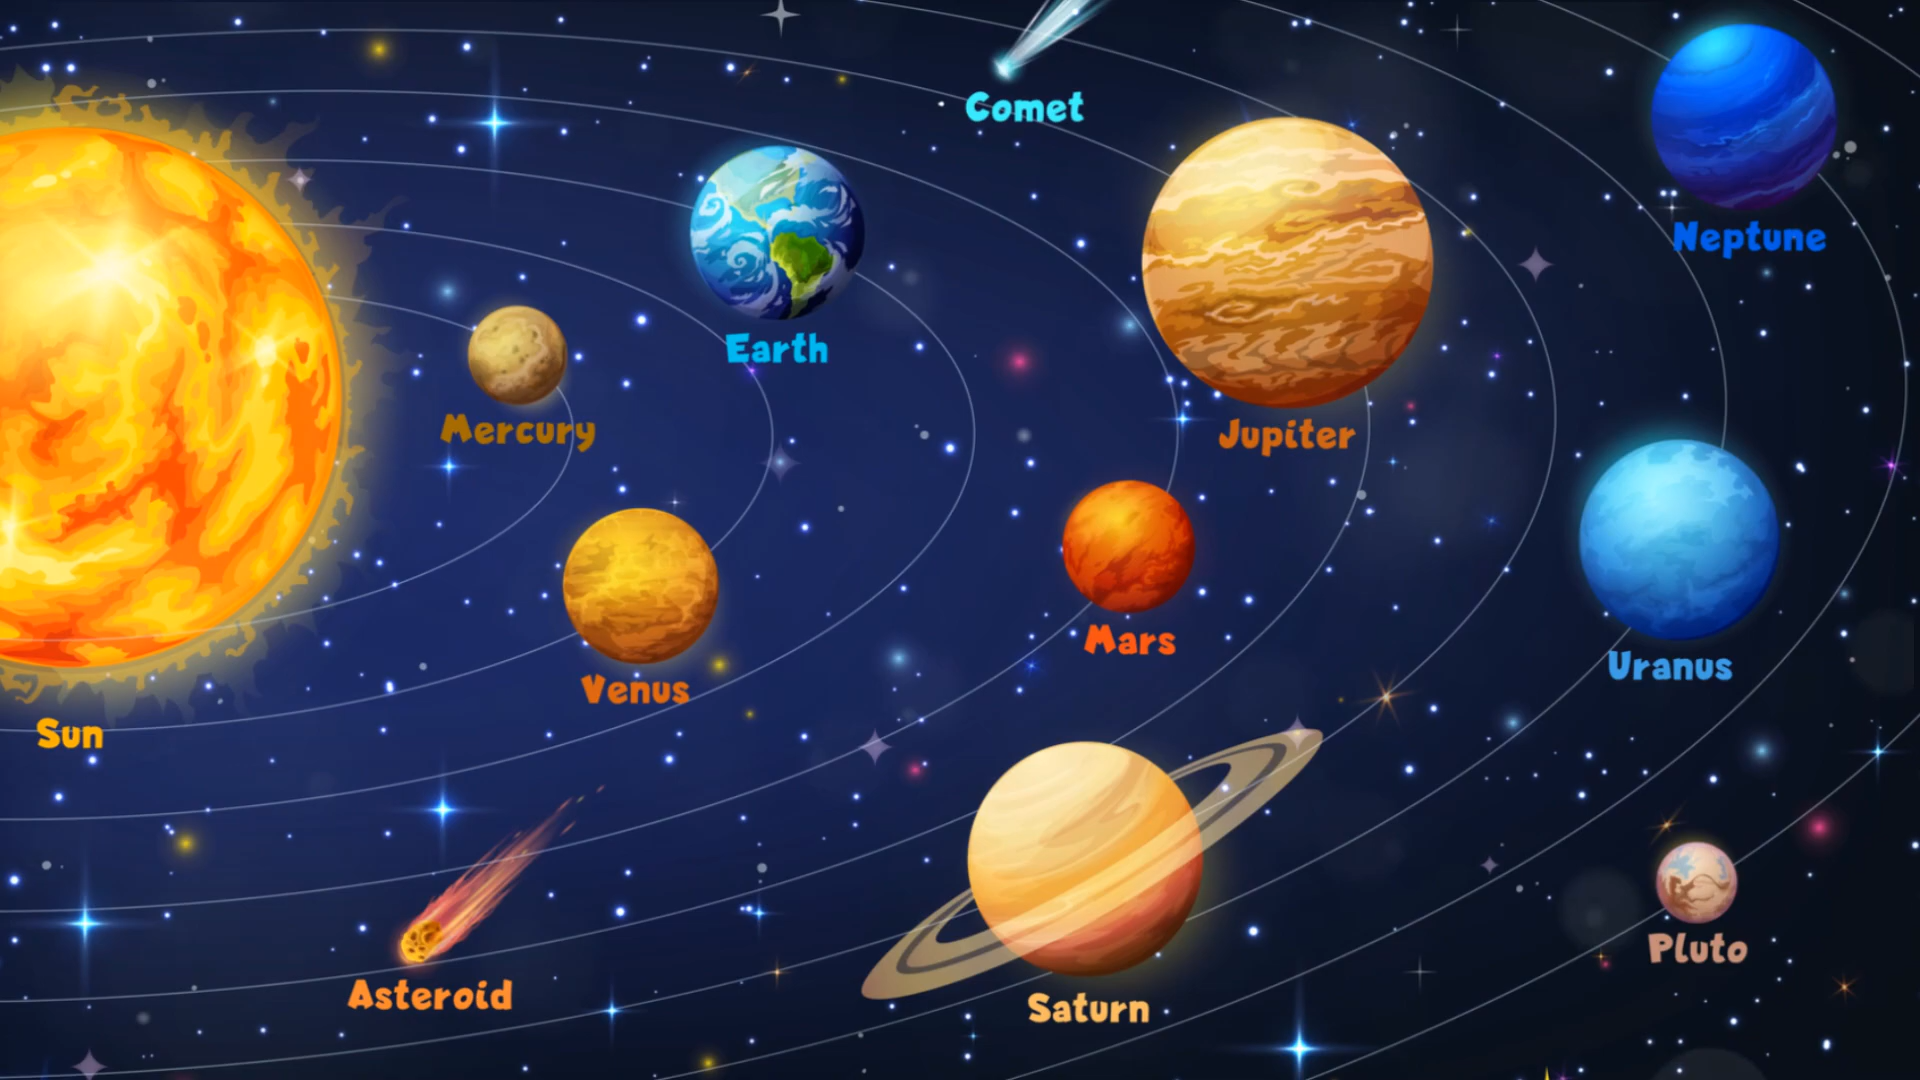 Comet
Neptune
Earth
Mercury
Jupiter
Mars
Uranus
Venus
Sun
Pluto
Asteroid
Saturn